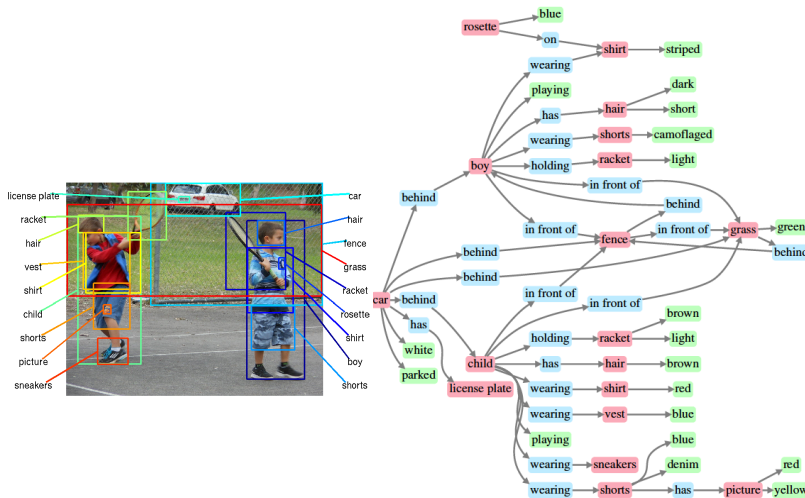 license plate
racket
hair
vest
shirt
child
shorts
picture
sneakers
car
hair
fence
grass
racket
rosette
shirt
boy
shorts
rosette
blue
on
shirt
striped
wearing
playing
dark
has
hair
short
wearing
shorts
camoflaged
boy
holding
racket
light
in front of
behind
behind
in front of
fence
in front of
grass
green
behind
behind
behind
in front of
car
behind
in front of
has
brown
white
holding
racket
light
parked
child
has
hair
brown
license plate
wearing
shirt
red
wearing
vest
blue
playing
blue
wearing
sneakers
denim
red
wearing
shorts
has
picture
yellow